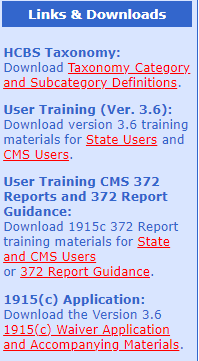 Links & Downloads
HCBS Taxonomy:
Download Taxonomy Category
and Subcategory Definitions.
User Training (Ver. 3.6):
Download version 3.6 training
materials for State Users and
CMS Users.
User Training CMS 372
Reports and 372 Report
Guidance:
Download 1915c 372 Report
training materials for State
and CMS Users
or 372 Report Guidance.
1915(c) Application:
Download the Version 3.6
1915(c) Waiver Application
and Accompanying Materials.